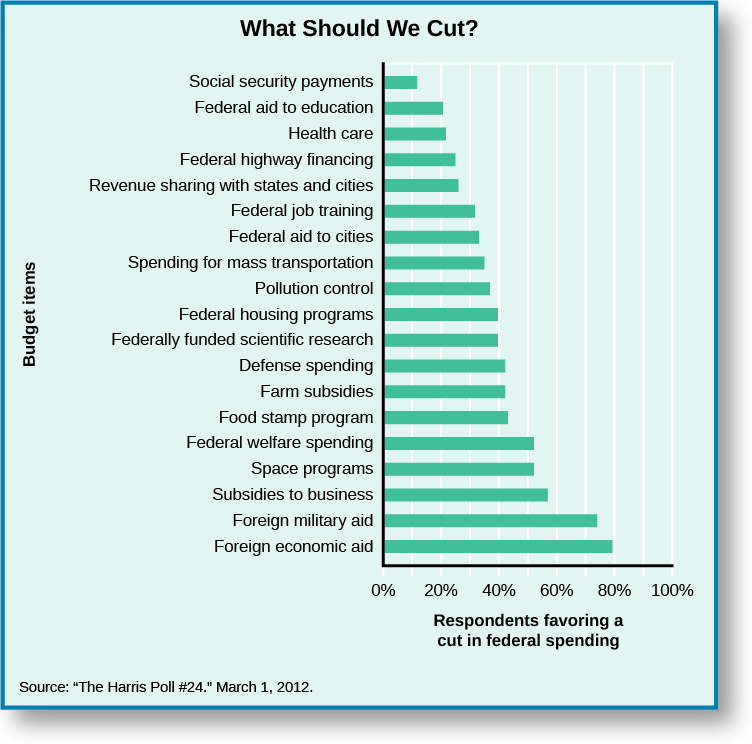 What Should We Cut?
Social security payments
Federal aid to education
Health care
Federal highway financing
Revenue sharing with states and cities
Federal job training
Federal aid to cities
Spending for mass transportation
Pollution control
Federal housing programs
Federally funded scientific research
Defense spending
Farm subsidies
Food stamp program
Federal welfare spending
Space programs
Subsidies to business
Foreign military aid
Foreign economic aid
Budget items
0% 20% 40% 60% 80% 100%
Respondents favoring a
cut in federal spending
Source: “The Harris Poll #24.” March 1, 2012.